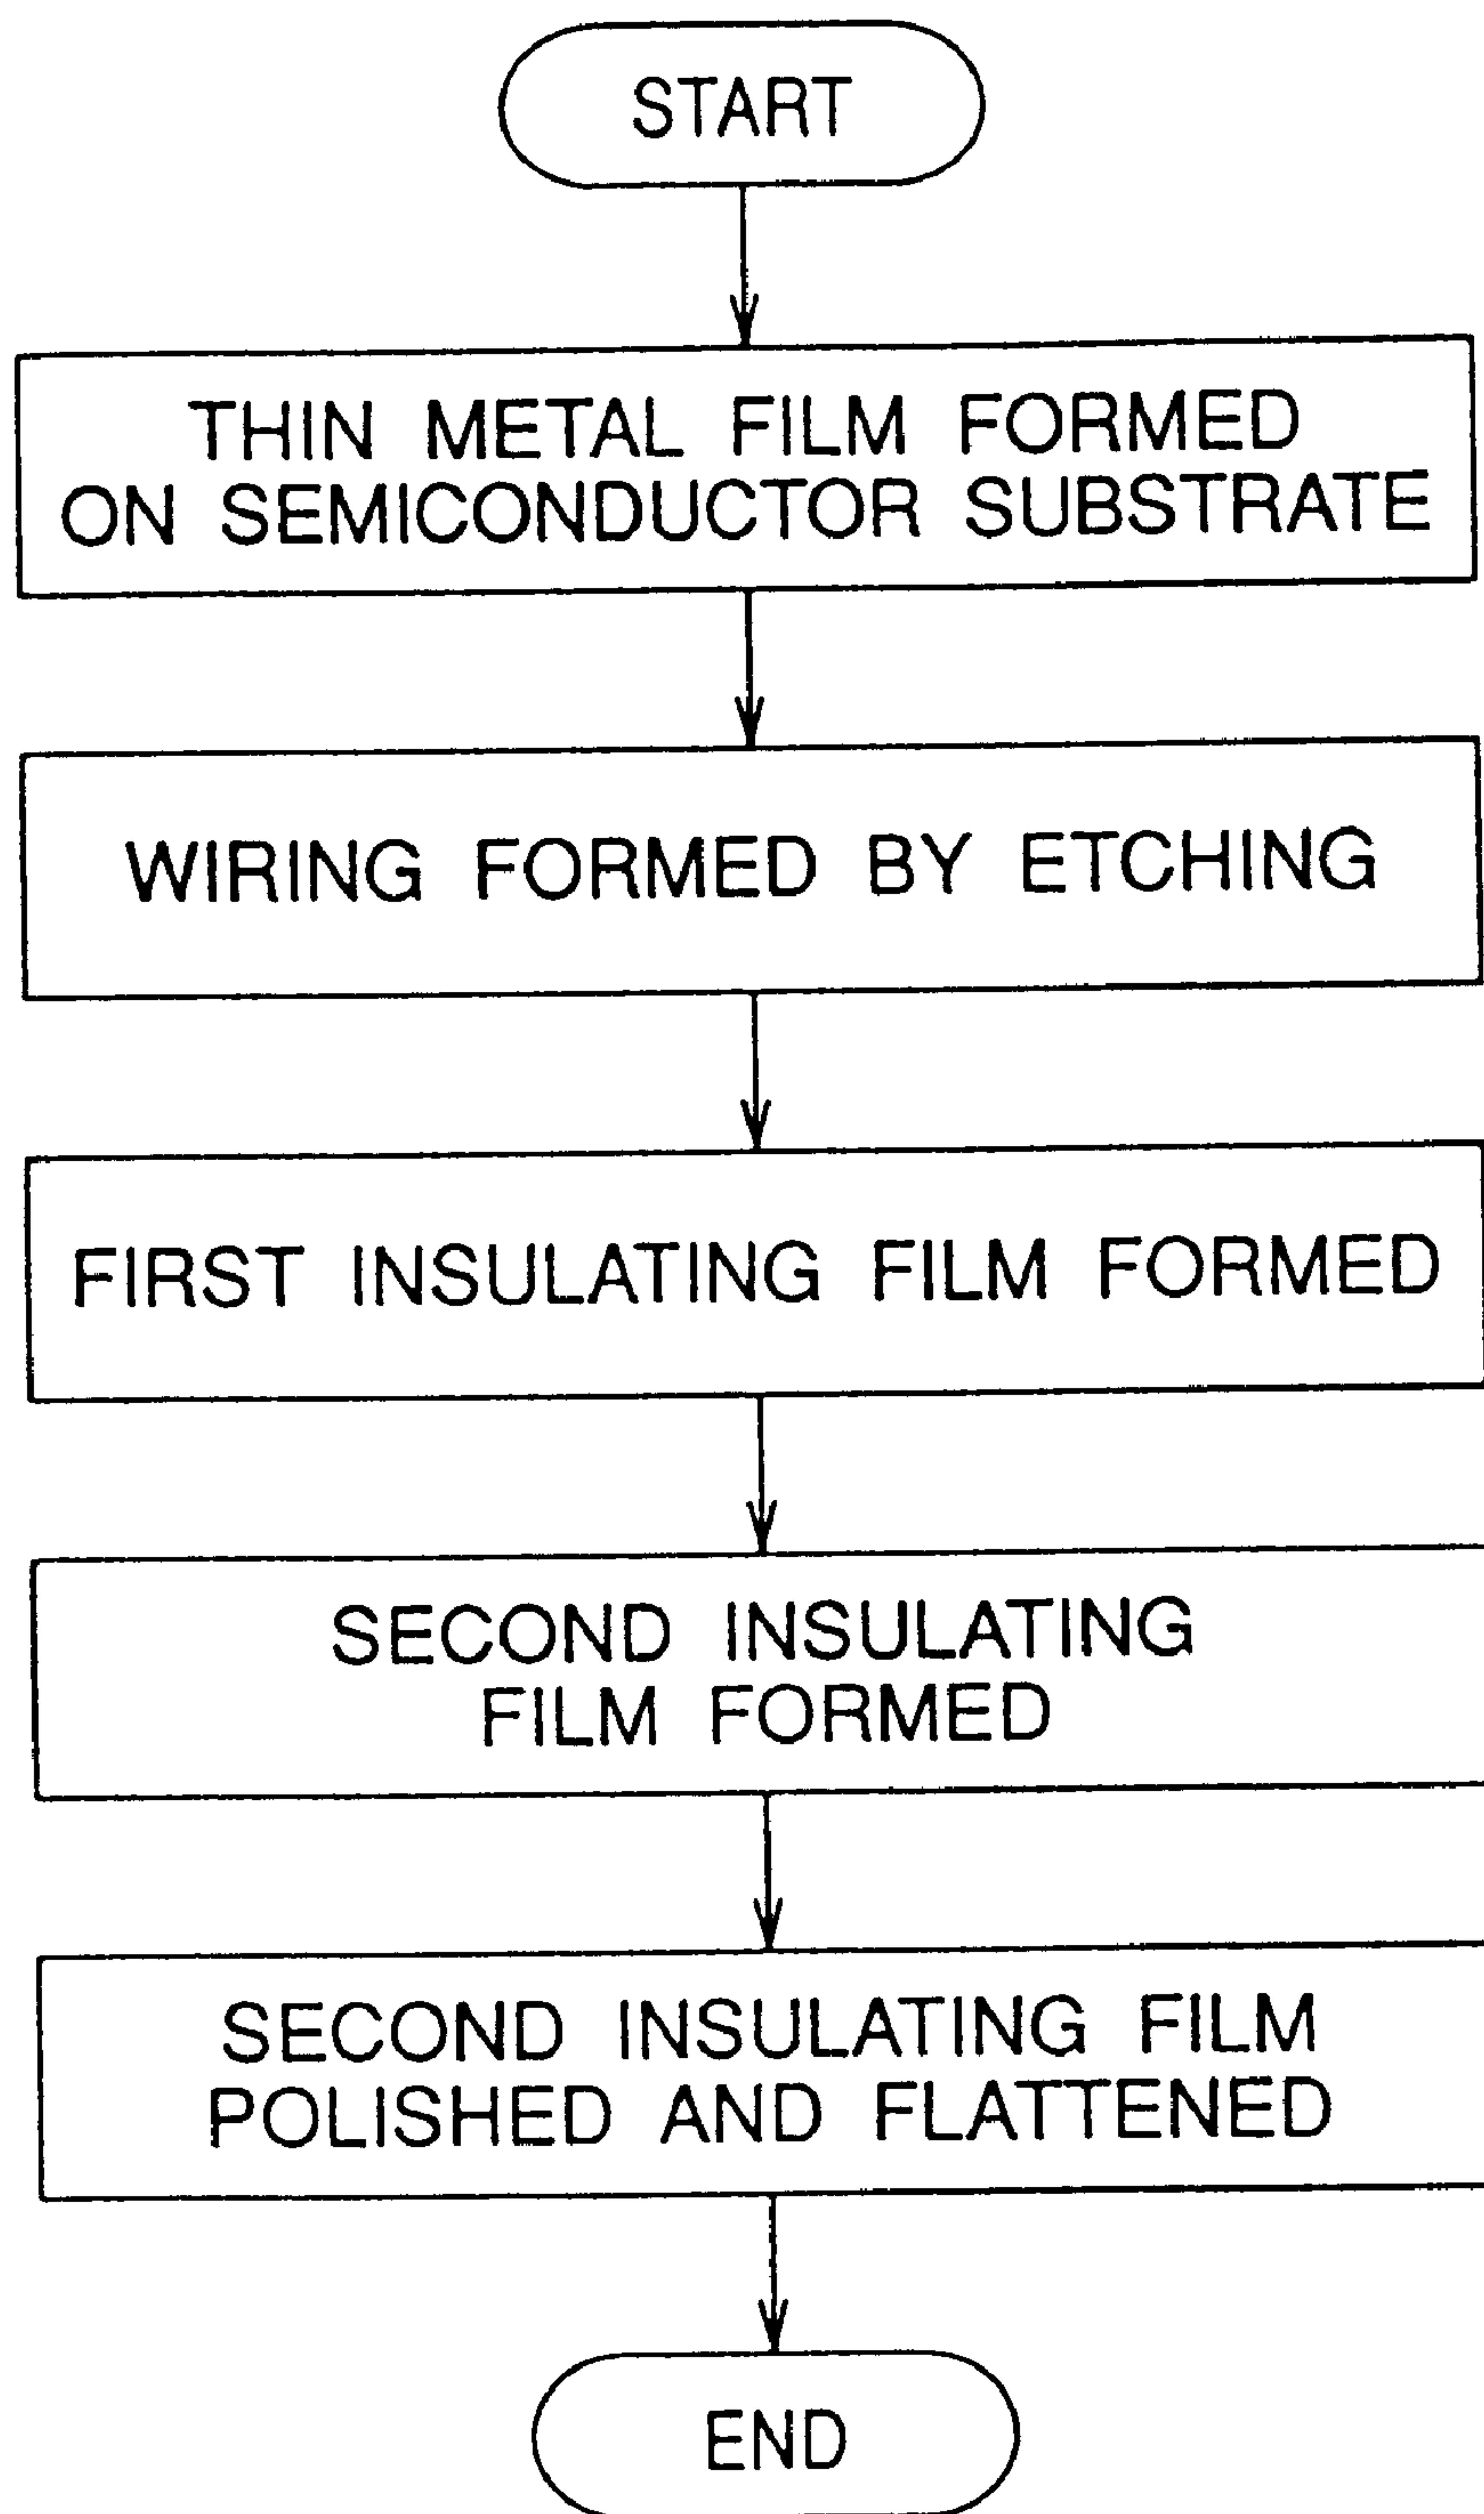 START
THIN METAL FILM FORMED
ON SEMICONDUCTOR SUBSTRATE
WIRING FORMED BY ETCHING
FIRST INSULATING FILM FORMED
SECOND INSULATING
FILM FORMED
SECOND INSULATING FILM
POLISHED AND FLATTENED
END